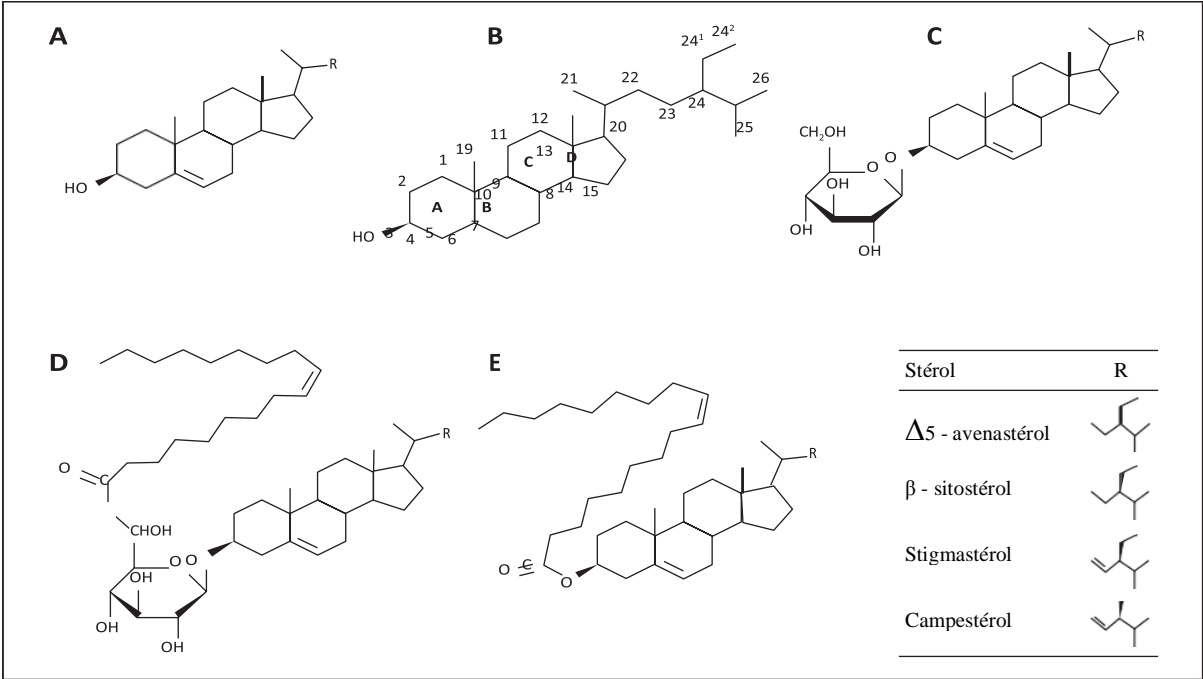 A
R
HO
B
24¹ 24²
21 22 26
23 24 25
12 20
11
19 13
1 C D
2 9 14 15
10 8
A B
HO 3 4 5 6 7
C
R
CH₂OH
O O
OH
OH
OH
D
R
O
C
CHOH
O O
OH
OH
OH
E
R
O C
O
Stérol R
Δ5 - avenastérol
β - sitostérol
Stigmastérol
Campestérol